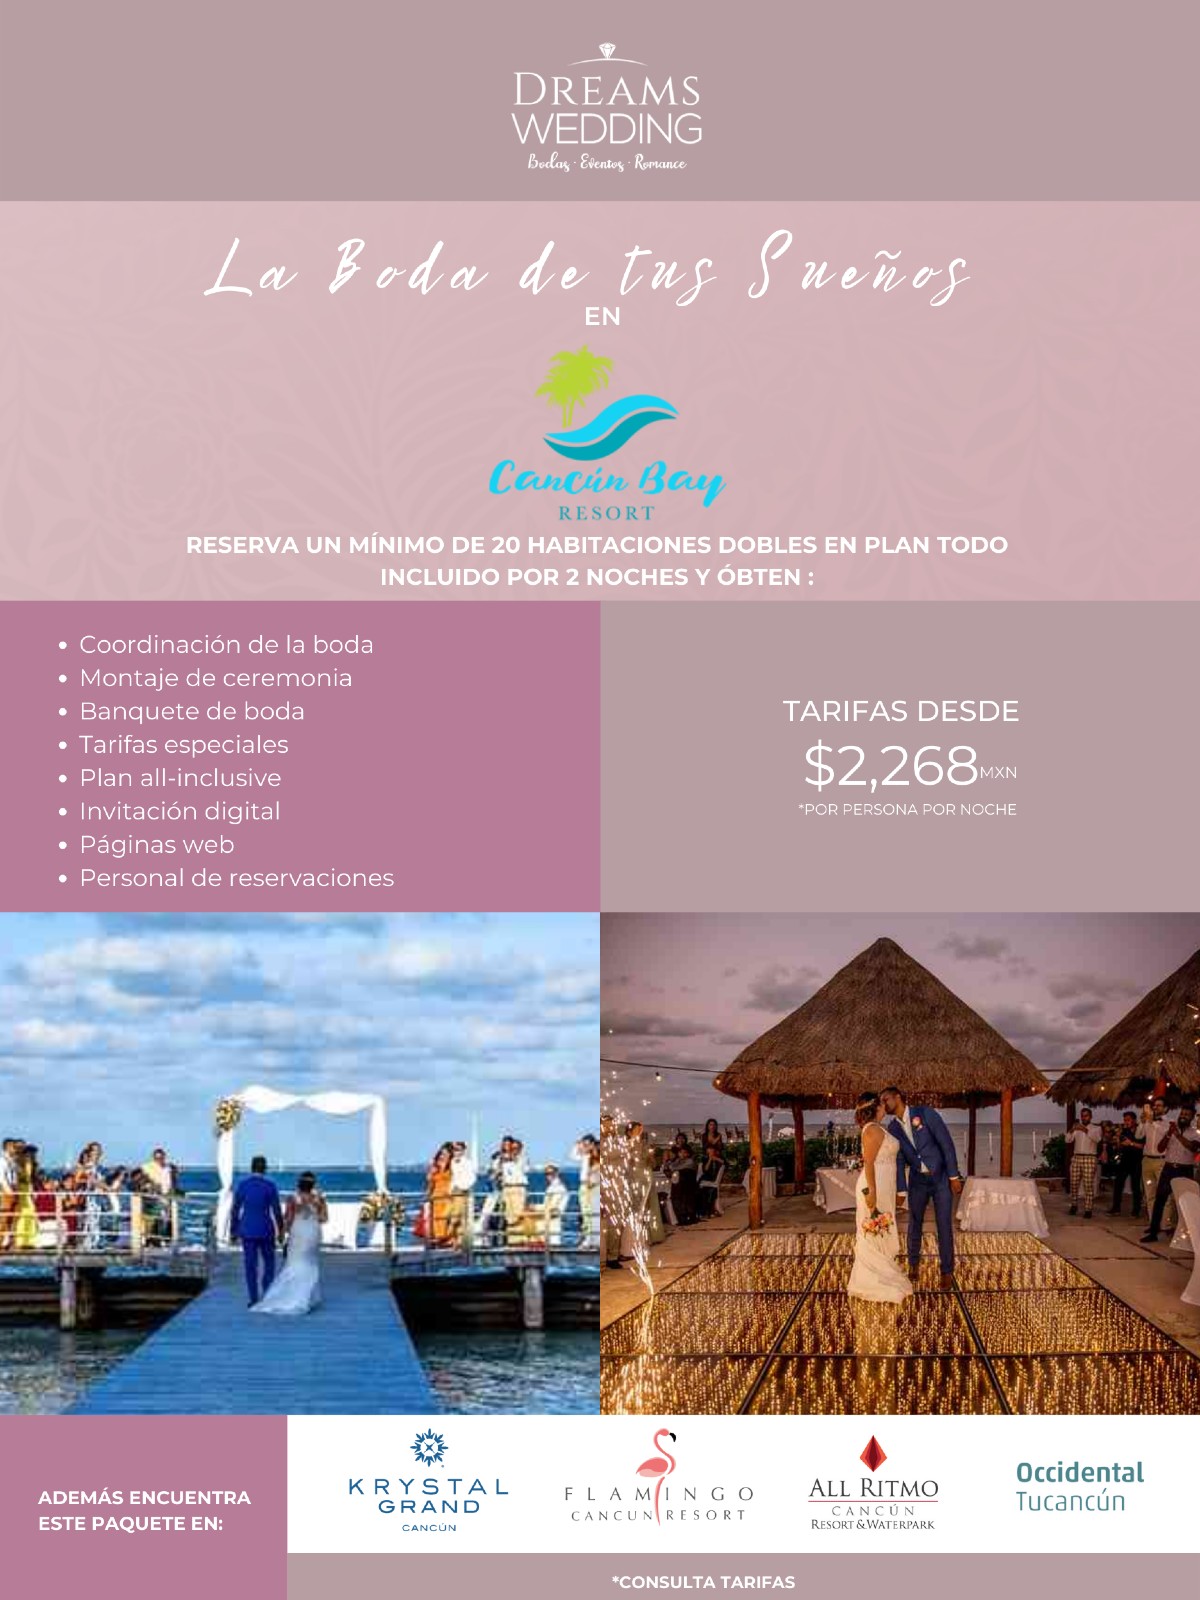 DREAMS
WEDDING
Bodas · Eventos · Romance
La Boda de tus Sueños
EN
Cancún Bay
RESORT
RESERVA UN MÍNIMO DE 20 HABITACIONES DOBLES EN PLAN TODO
INCLUIDO POR 2 NOCHES Y ÓBTEN :
• Coordinación de la boda
• Montaje de ceremonia
• Banquete de boda
• Tarifas especiales
• Plan all-inclusive
• Invitación digital
• Páginas web
• Personal de reservaciones
TARIFAS DESDE
$2,268MXN
*POR PERSONA POR NOCHE
ADEMÁS ENCUENTRA
ESTE PAQUETE EN:
KRYSTAL
GRAND
CANCÚN
FLAMINGO
CANCUN RESORT
ALL RITMO
CANCÚN
RESORT & WATERPARK
Occidental
Tucancún
*CONSULTA TARIFAS